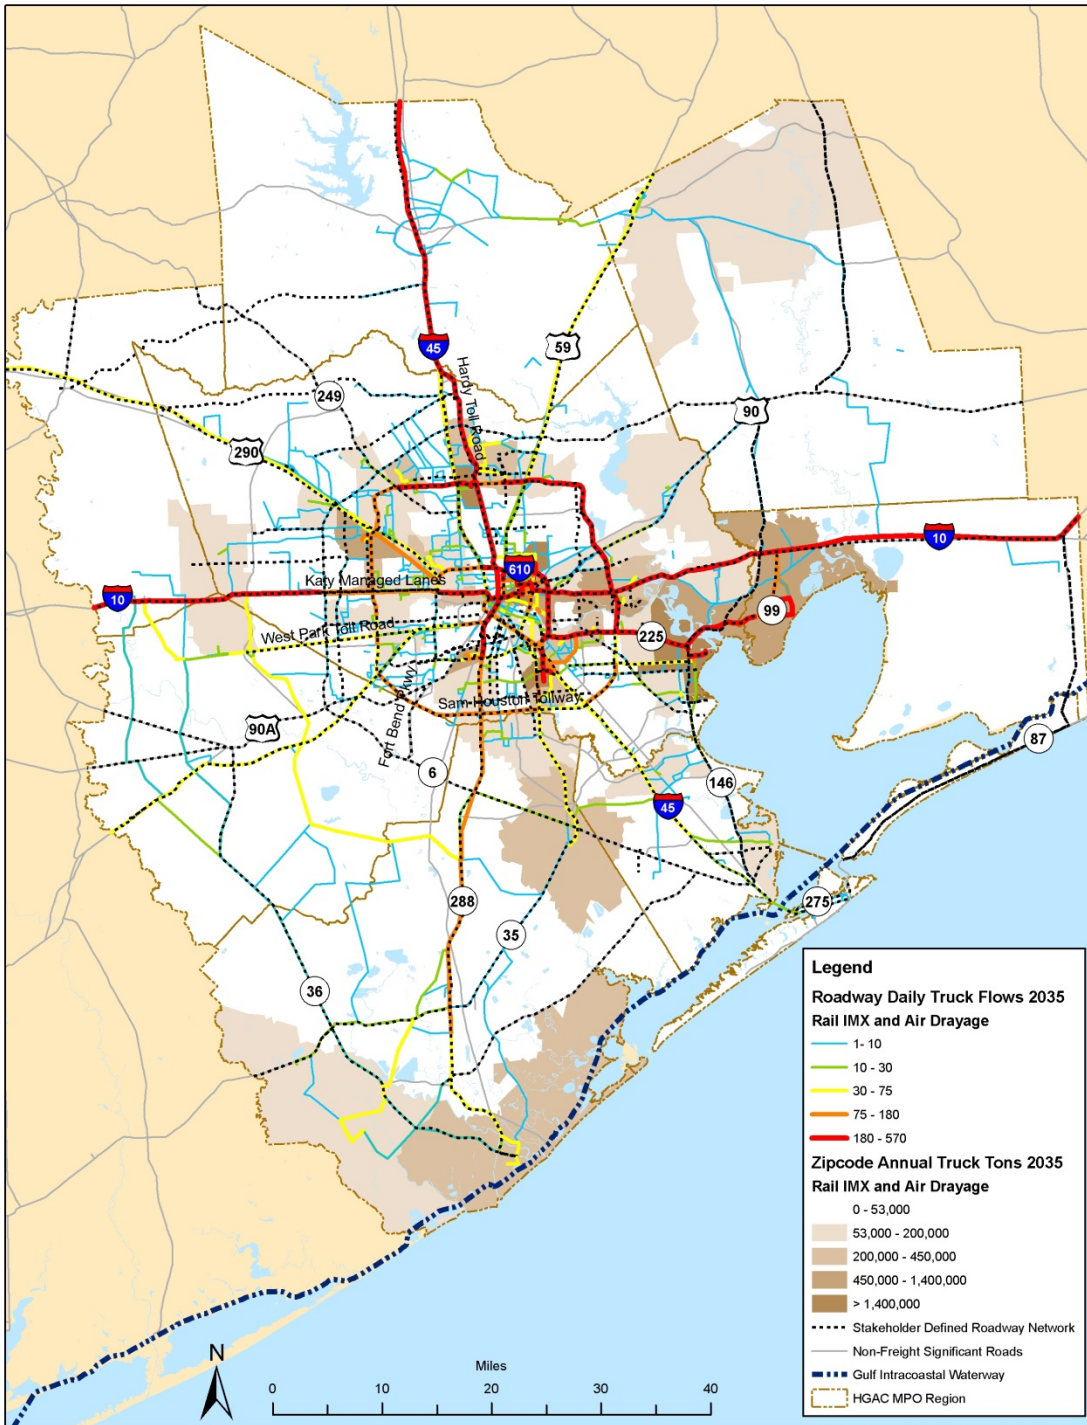 45
59
Hardy Toll Road
249
90
290
10
610
Katy Managed Lanes
10
99
225
West Park Toll Road
Fort Bend Pkwy
Sam Houston Tollway
90A
87
6
146
45
288
275
35
36
Legend
Roadway Daily Truck Flows 2035
Rail IMX and Air Drayage
1- 10
10 - 30
30 - 75
75 - 180
180 - 570
Zipcode Annual Truck Tons 2035
Rail IMX and Air Drayage
0 - 53,000
53,000 - 200,000
200,000 - 450,000
450,000 - 1,400,000
> 1,400,000
Stakeholder Defined Roadway Network
Non-Freight Significant Roads
Gulf Intracoastal Waterway
HGAC MPO Region
N
Miles
0 10 20 30 40